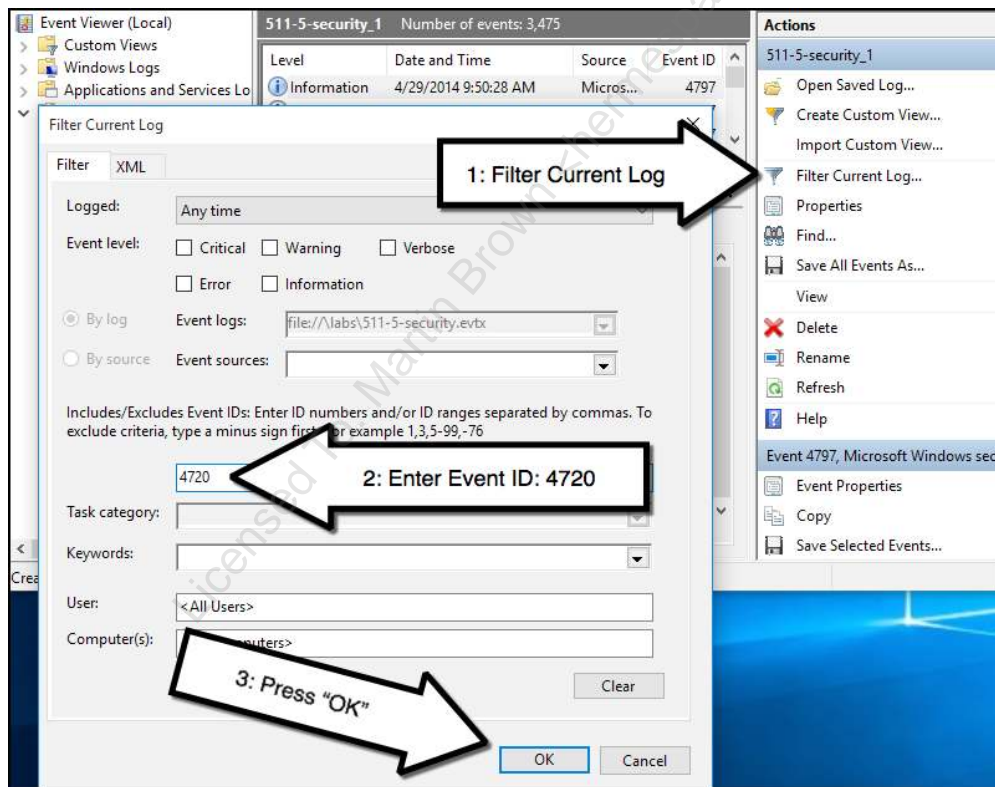 Event Viewer (Local)
Custom Views
Windows Logs
Applications and Services Lo
511-5-security_1 Number of events: 3,475
Level Date and Time Source Event ID
Information 4/29/2014 9:50:28 AM Micros... 4797
Filter Current Log
Filter XML
Logged: Any time
Event level: Critical Warning Verbose
Error Information
By log Event logs: file://\labs\511-5-security.evtx
By source Event sources:
Includes/Excludes Event IDs: Enter ID numbers and/or ID ranges separated by commas. To
exclude criteria, type a minus sign first. or example 1,3,5-99,-76
4720
Task category:
Keywords:
User: <All Users>
Computer(s): uters>
Clear
OK Cancel
Crea
1: Filter Current Log
2: Enter Event ID: 4720
3: Press "OK"
Actions
511-5-security_1
Open Saved Log...
Create Custom View...
Import Custom View...
Filter Current Log...
Properties
Find...
Save All Events As...
View
Delete
Rename
Refresh
Help
Event 4797, Microsoft Windows sec
Event Properties
Copy
Save Selected Events...
Licensed To: Martin Brown